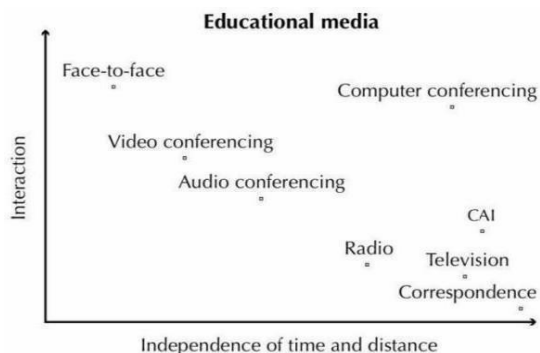 Educational media
Face-to-face
Computer conferencing
Video conferencing
Audio conferencing
CAI
Radio
Television
Correspondence
Interaction
Independence of time and distance